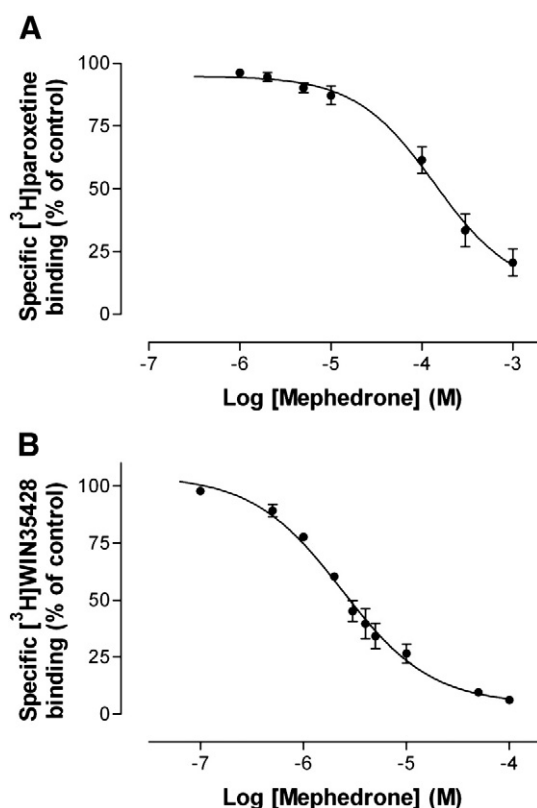 A
Specific [³H]paroxetine
binding (% of control)
100
75
50
25
0
-7 -6 -5 -4 -3
Log [Mephedrone] (M)
B
Specific [³H]WIN35428
binding (% of control)
100
75
50
25
0
-7 -6 -5 -4
Log [Mephedrone] (M)